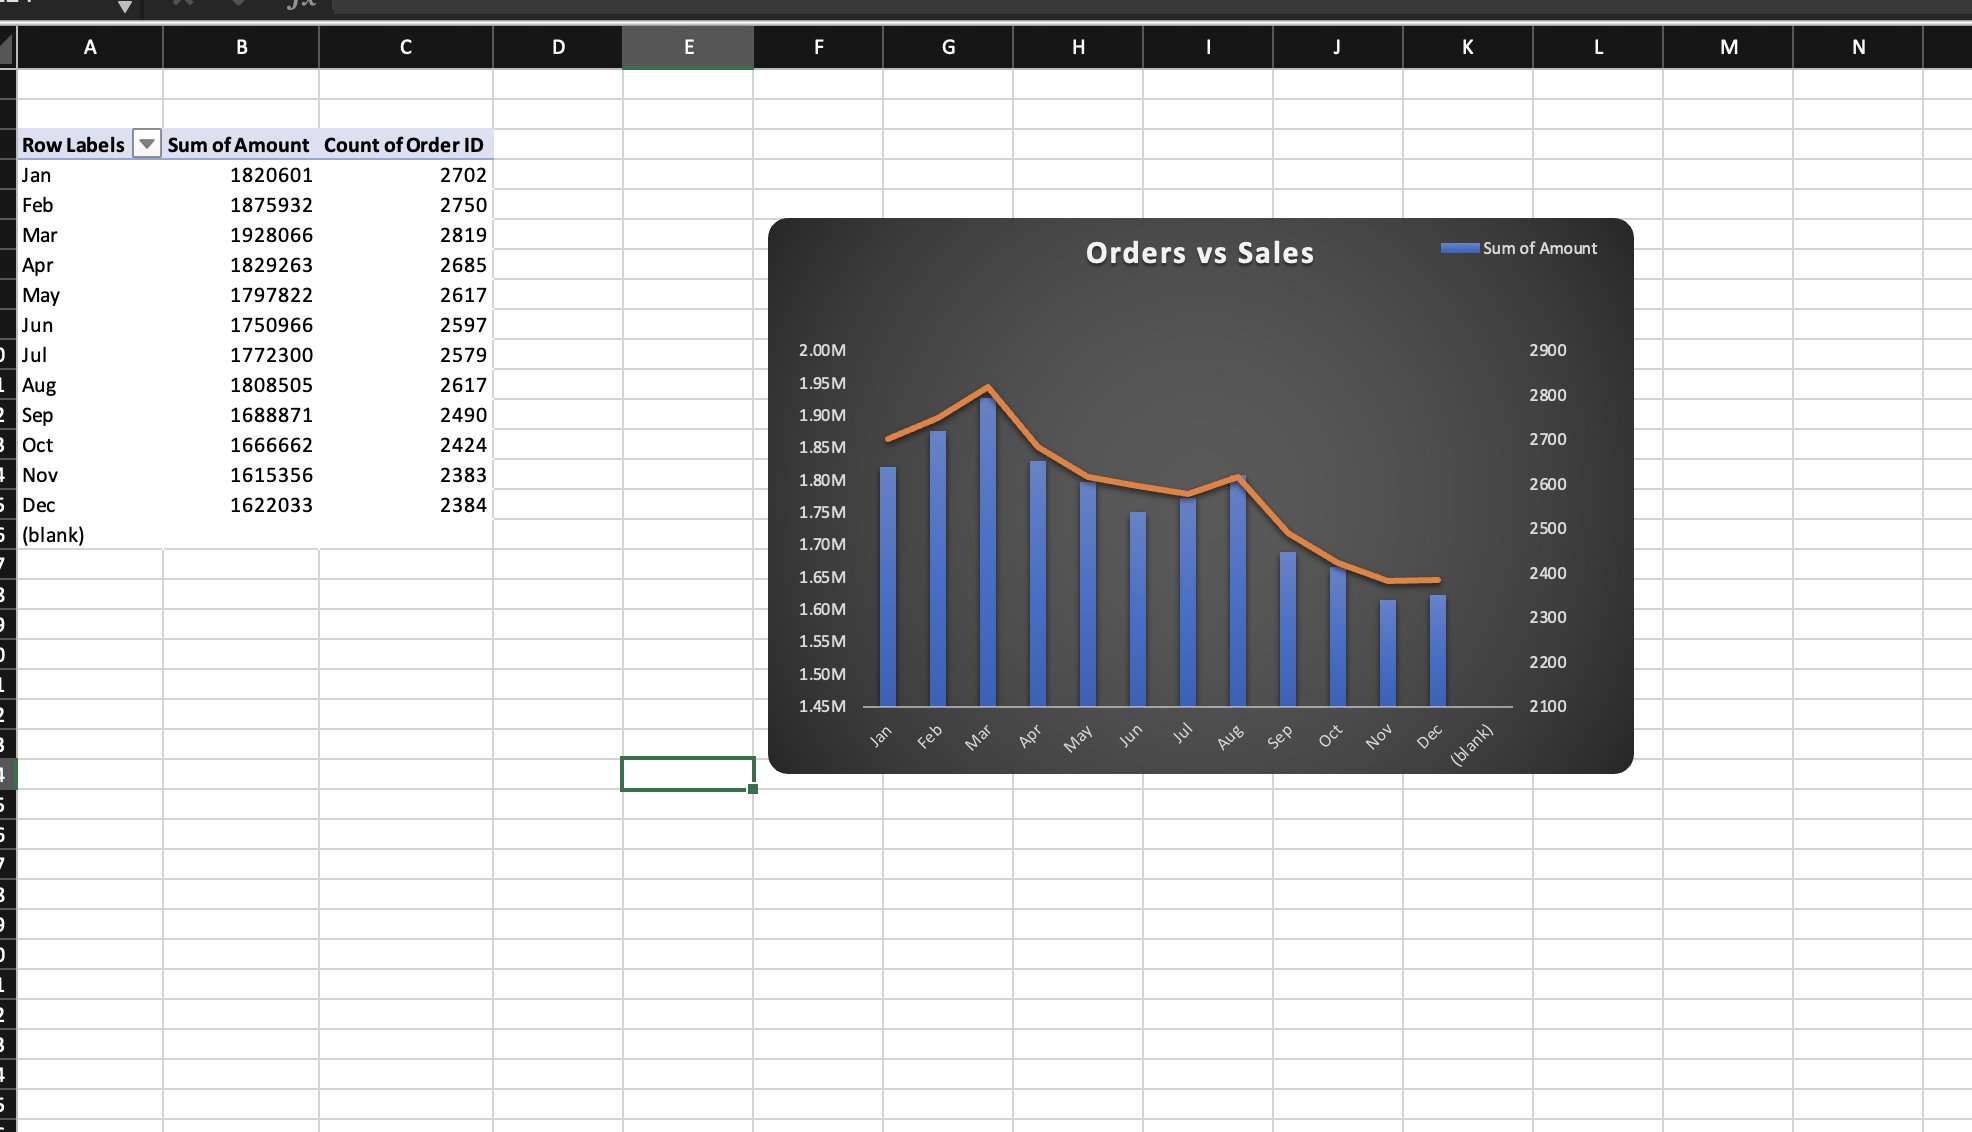 A B C D E F G H I J K L M N
Row Labels Sum of Amount Count of Order ID
Jan 1820601 2702
Feb 1875932 2750
Mar 1928066 2819
Apr 1829263 2685
May 1797822 2617
Jun 1750966 2597
Jul 1772300 2579
Aug 1808505 2617
Sep 1688871 2490
Oct 1666662 2424
Nov 1615356 2383
Dec 1622033 2384
(blank)
Orders vs Sales
Sum of Amount
2.00M
1.95M
1.90M
1.85M
1.80M
1.75M
1.70M
1.65M
1.60M
1.55M
1.50M
1.45M
2900
2800
2700
2600
2500
2400
2300
2200
2100
Jan Feb Mar Apr May Jun Jul Aug Sep Oct Nov Dec (blank)